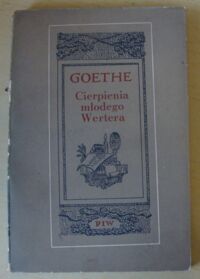 GOETHE
Cierpienia
młodego
Wertera
PIW